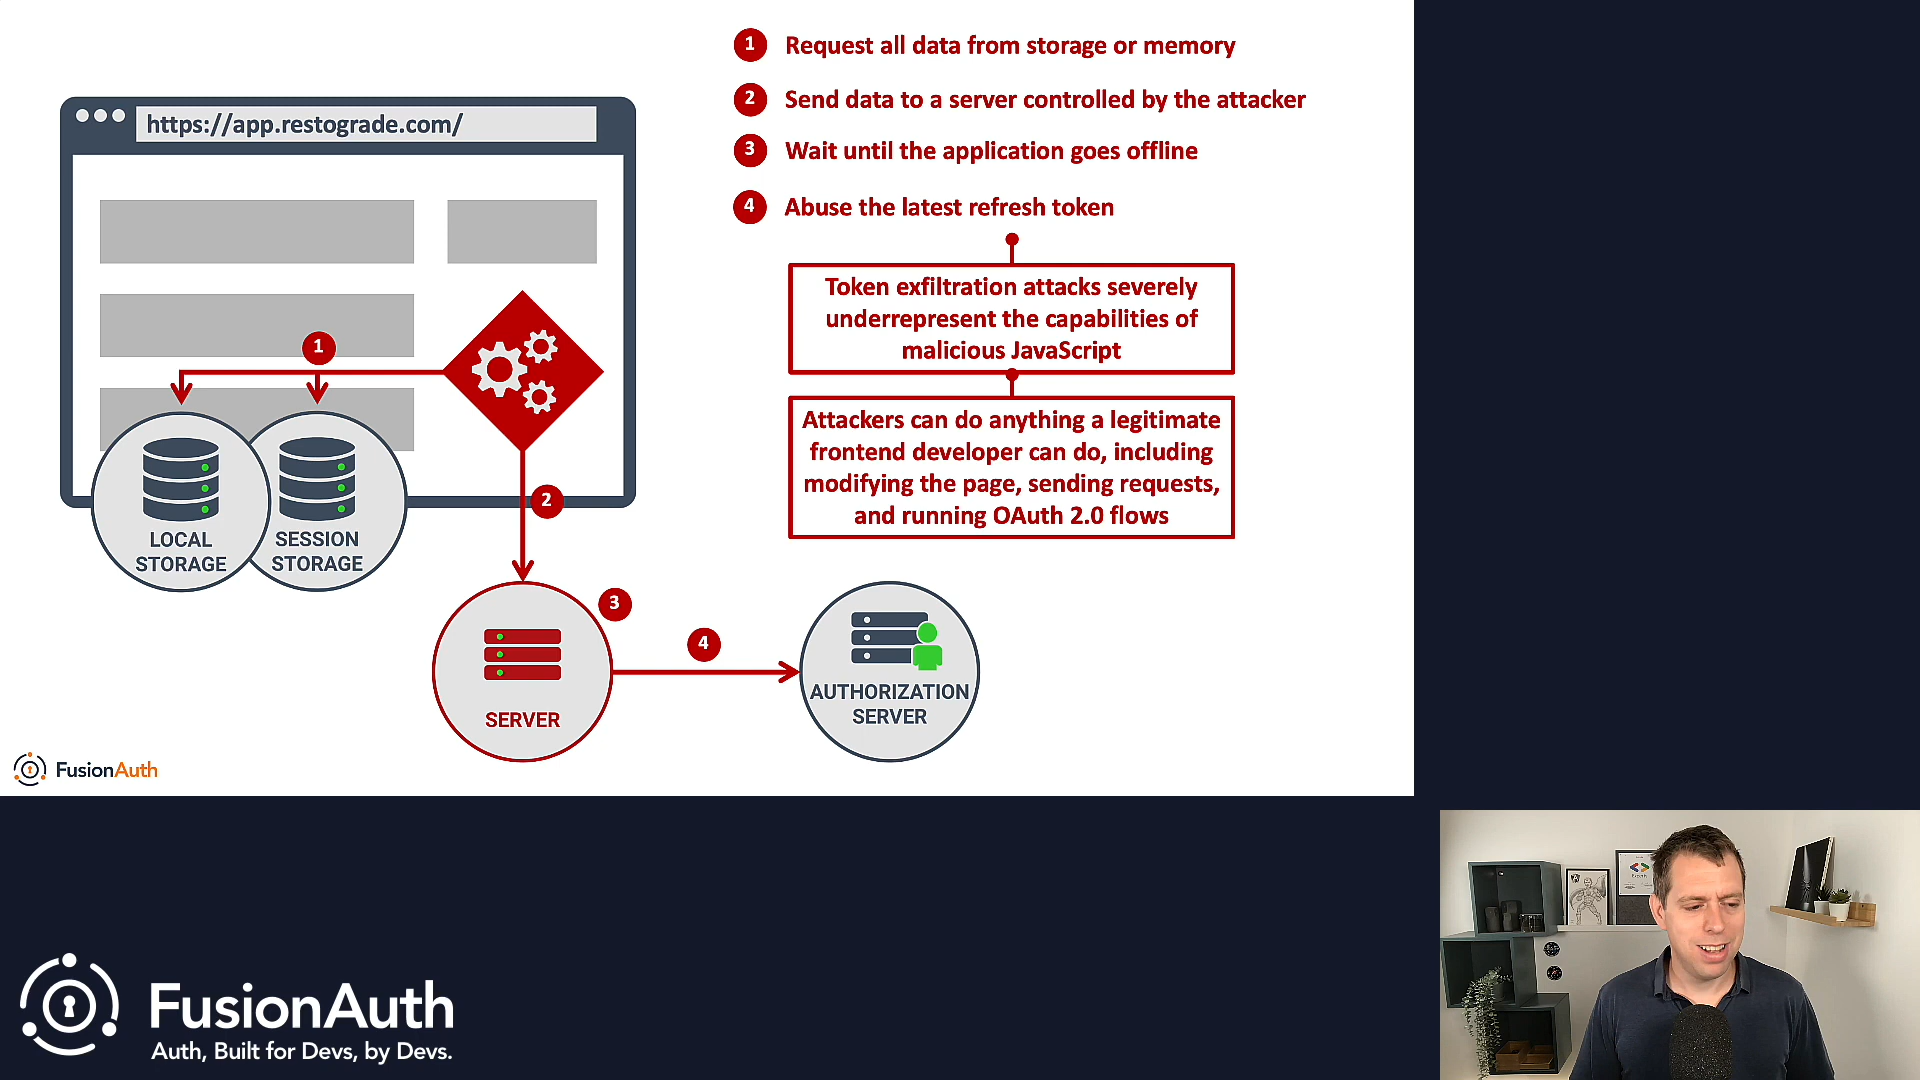 1 Request all data from storage or memory
2 Send data to a server controlled by the attacker
3 Wait until the application goes offline
4 Abuse the latest refresh token
https://app.restograde.com/
Token exfiltration attacks severely
underrepresent the capabilities of
malicious JavaScript
1
Attackers can do anything a legitimate
frontend developer can do, including
modifying the page, sending requests,
and running OAuth 2.0 flows
2
LOCAL
STORAGE
SESSION
STORAGE
3
4
SERVER
AUTHORIZATION
SERVER
FusionAuth
FusionAuth
Auth, Built for Devs, by Devs.